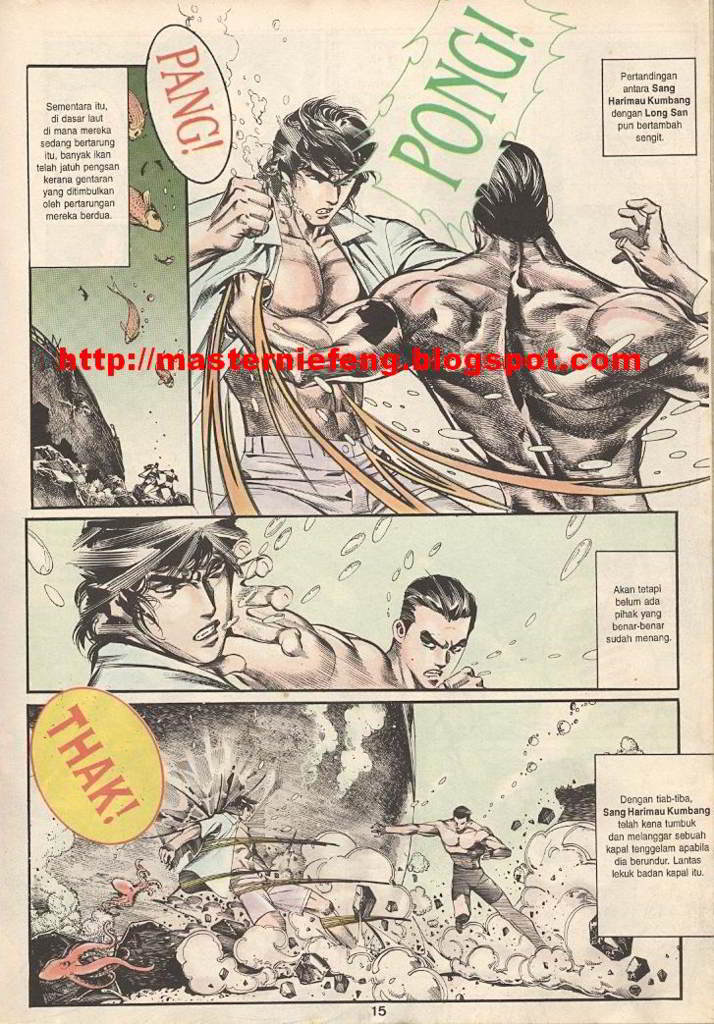 PANG!
PONG!
Sementara itu,
di dasar laut
di mana mereka
sedang bertarung
itu, banyak ikan
telah jatuh pengsan
kerana gentaran
yang ditimbulkan
oleh pertarungan
mereka berdua.
Pertandingan
antara Sang
Harimau Kumbang
dengan Long San
pun bertambah
sengit.
http://masterniefeng.blogspot.com
Akan tetapi
belum ada
pihak yang
benar-benar
sudah menang.
THAK!
Dengan tiab-tiba,
Sang Harimau Kumbang
telah kena tumbuk
dan melanggar sebuah
kapal tenggelam apabila
dia berundur. Lantas
lekuk badan kapal itu.
15